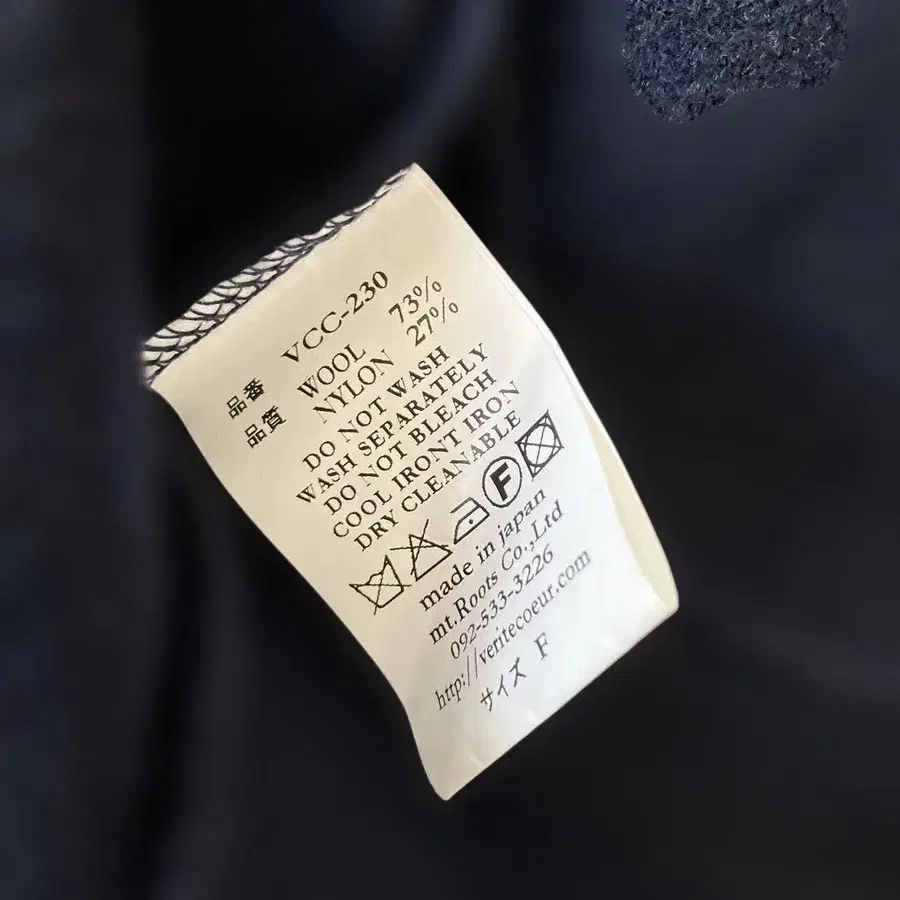 品番 VCC-230
品質 WOOL 73%
NYLON 27%
DO NOT WASH
WASH SEPARATELY
DO NOT BLEACH
COOL IRONT IRON
DRY CLEANABLE
F
made in japan
mt.Roots Co.,Ltd
092-533-3226
http://veritecoeur.com
サイズ F